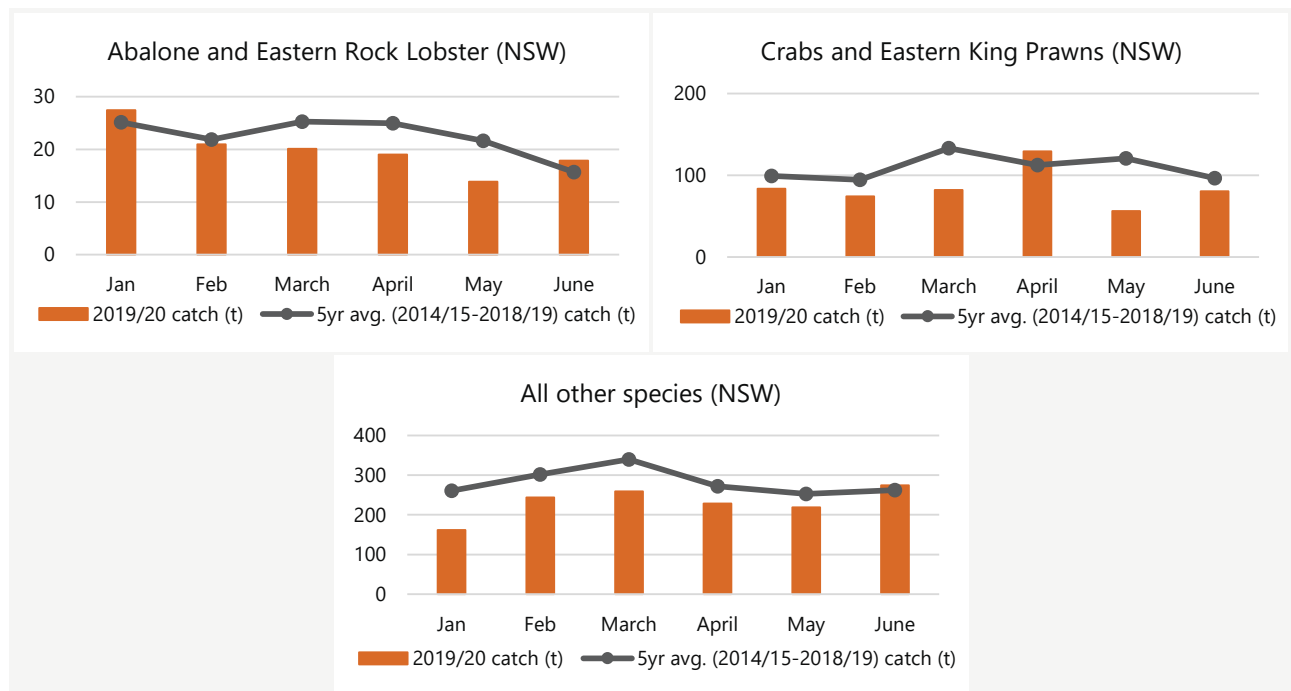 Abalone and Eastern Rock Lobster (NSW)
30
20
10
0
Jan Feb March April May June
2019/20 catch (t) 5yr avg. (2014/15-2018/19) catch (t)
Crabs and Eastern King Prawns (NSW)
200
100
0
Jan Feb March April May June
2019/20 catch (t) 5yr avg. (2014/15-2018/19) catch (t)
All other species (NSW)
400
300
200
100
0
Jan Feb March April May June
2019/20 catch (t) 5yr avg. (2014/15-2018/19) catch (t)